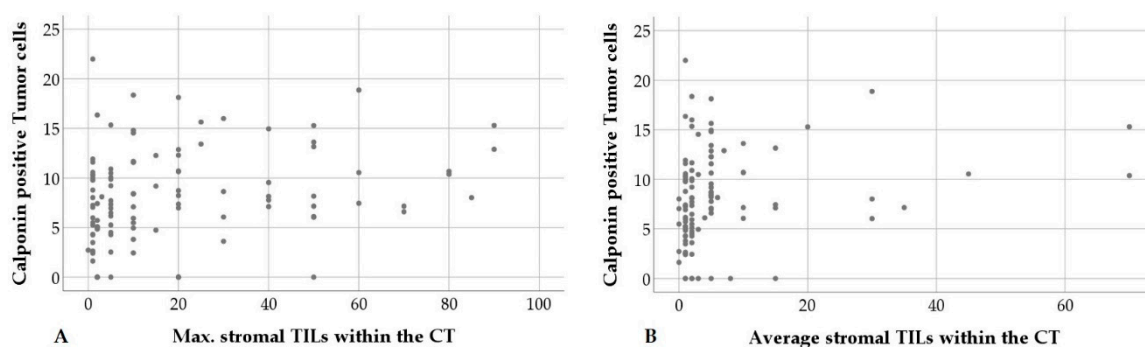 25
20
15
10
5
0
Calponin positive Tumor cells
0 20 40 60 80 100
A Max. stromal TILs within the CT
25
20
15
10
5
0
Calponin positive Tumor cells
0 20 40 60
B Average stromal TILs within the CT